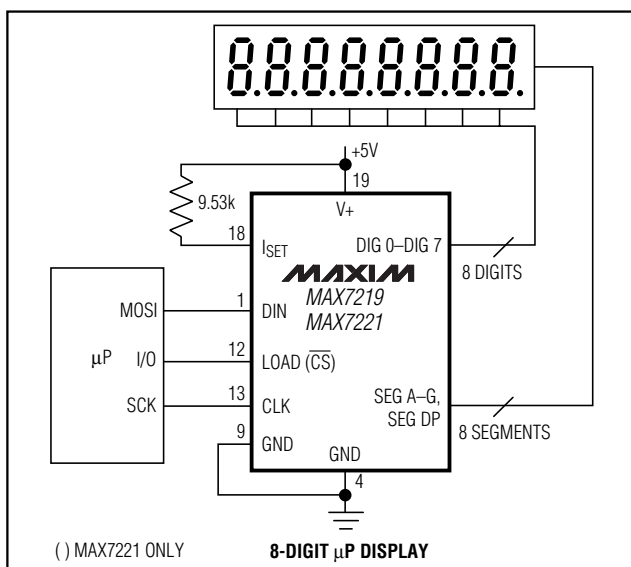 8.8.8.8.8.8.8.8.
+5V
19
9.53k
V+
18
I_SET
DIG 0–DIG 7
8 DIGITS
MAXIM
MOSI
1
DIN
MAX7219
MAX7221
µP
I/O
12
LOAD (C̅S̅)
SCK
13
CLK
SEG A–G,
SEG DP
8 SEGMENTS
9
GND
GND
4
( ) MAX7221 ONLY
8-DIGIT µP DISPLAY